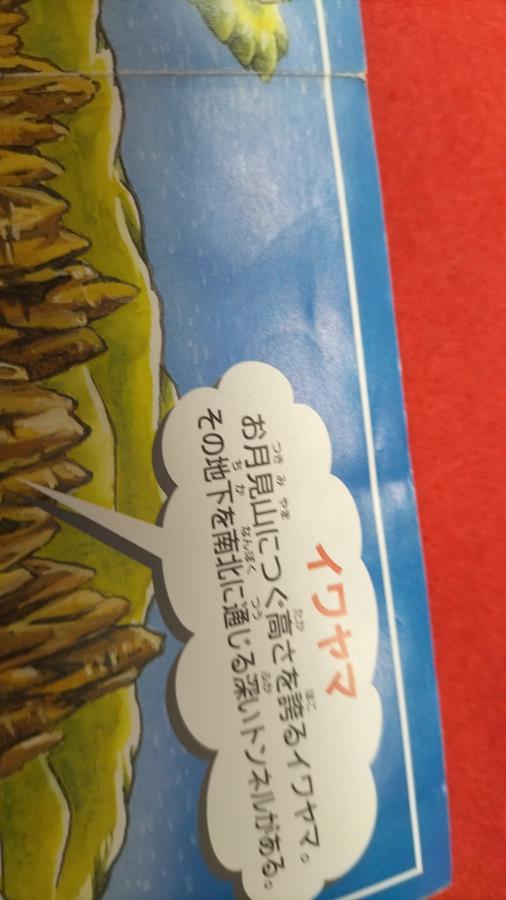 イワヤマ
お月見山につぐ高さを誇るイワヤマ。
その地下を南北に通じる深いトンネルがある。